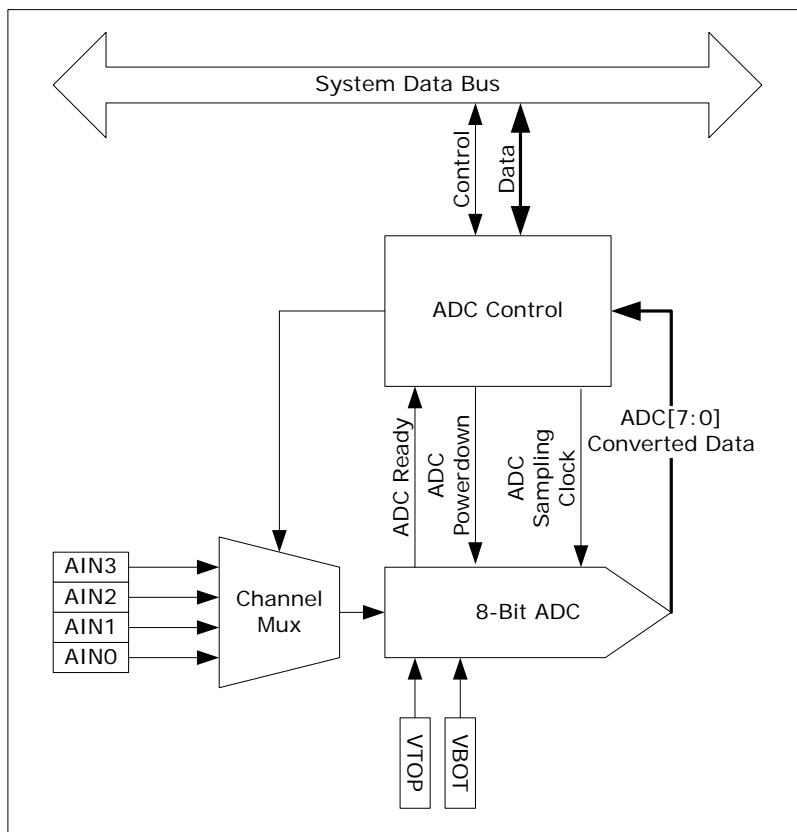 System Data Bus
Control
Data
ADC Control
ADC Ready
ADC
Powerdown
ADC
Sampling
Clock
ADC[7:0]
Converted Data
AIN3
AIN2
AIN1
AIN0
Channel
Mux
8-Bit ADC
VTOP
VBOT